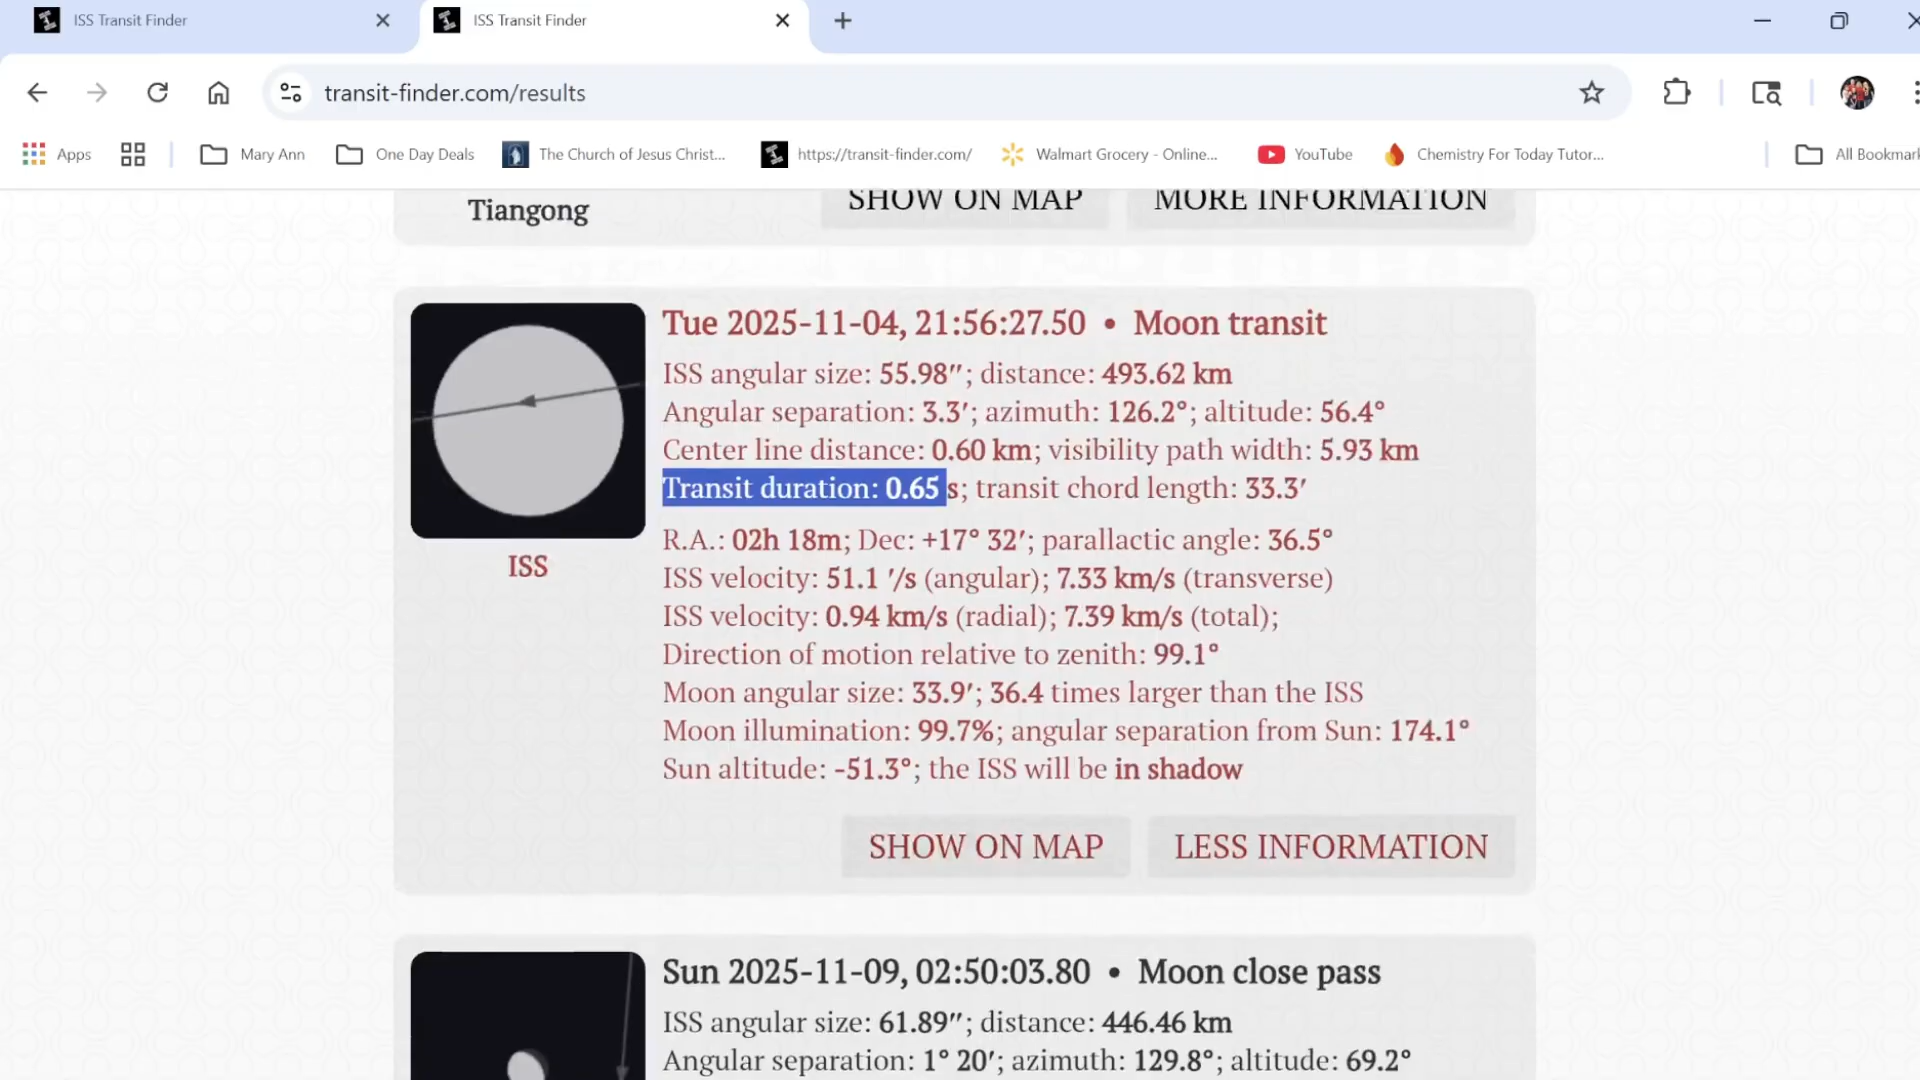 ISS Transit Finder
ISS Transit Finder
transit-finder.com/results
Apps
Mary Ann
One Day Deals
The Church of Jesus Christ...
https://transit-finder.com/
Walmart Grocery - Online...
YouTube
Chemistry For Today Tutor...
All Bookmark
Tiangong
SHOW ON MAP
MORE INFORMATION
Tue 2025-11-04, 21:56:27.50 • Moon transit
ISS angular size: 55.98″; distance: 493.62 km
Angular separation: 3.3′; azimuth: 126.2°; altitude: 56.4°
Center line distance: 0.60 km; visibility path width: 5.93 km
Transit duration: 0.65 s; transit chord length: 33.3′
R.A.: 02h 18m; Dec: +17° 32′; parallactic angle: 36.5°
ISS velocity: 51.1 ′/s (angular); 7.33 km/s (transverse)
ISS velocity: 0.94 km/s (radial); 7.39 km/s (total);
Direction of motion relative to zenith: 99.1°
Moon angular size: 33.9′; 36.4 times larger than the ISS
Moon illumination: 99.7%; angular separation from Sun: 174.1°
Sun altitude: -51.3°; the ISS will be in shadow
ISS
SHOW ON MAP
LESS INFORMATION
Sun 2025-11-09, 02:50:03.80 • Moon close pass
ISS angular size: 61.89″; distance: 446.46 km
Angular separation: 1° 20′; azimuth: 129.8°; altitude: 69.2°